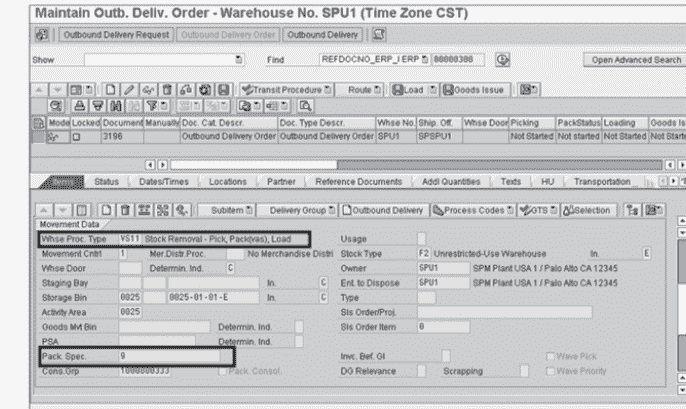 Maintain Outb. Deliv. Order - Warehouse No. SPU1 (Time Zone CST)
Outbound Delivery Request Outbound Delivery Order Outbound Delivery
Show Find REFDOCNO_ERP_I ERP 80000300 Open Advanced Search
Transit Procedure Route Load Goods Issue
Mode Locked Document Manually Doc. Cat. Descr. Doc. Type Descr. Whse No. Ship. Off. Whse Door Picking PackStatus Loading Goods Is
3196 Outbound Delivery Order Outbound Delivery Order SPU1 SPSPU1 Not Started Not started Not Started Not Start
Status Dates/Times Locations Partner Reference Documents Addl Quantities Texts HU Transportation
Subitem Delivery Group Outbound Delivery Process Codes GTS Selection
Movement Data
Whse Proc. Type VS11 Stock Removal - Pick, Pack(vas), Load Usage
Movement Cntrl 1 Mer.Distr.Proc. No Merchandise Distri Stock Type F2 Unrestricted-Use Warehouse In. E
Whse Door Determin. Ind. C Owner SPU1 SPM Plant USA 1 / Palo Alto CA 12345
Staging Bay In. C Ent. to Dispose SPU1 SPM Plant USA 1 / Palo Alto CA 12345
Storage Bin 0025 0025-01-01-E In. C Type
Activity Area 0025 Sls Order/Proj.
Goods Mvt Bin Determin. Ind. Sls Order Item 0
PSA Determin. Ind.
Pack. Spec. 9 Invc. Bef. GI Wave Pick
Cons.Grp 1000000333 Pack. Consol. DG Relevance Scrapping Wave Priority